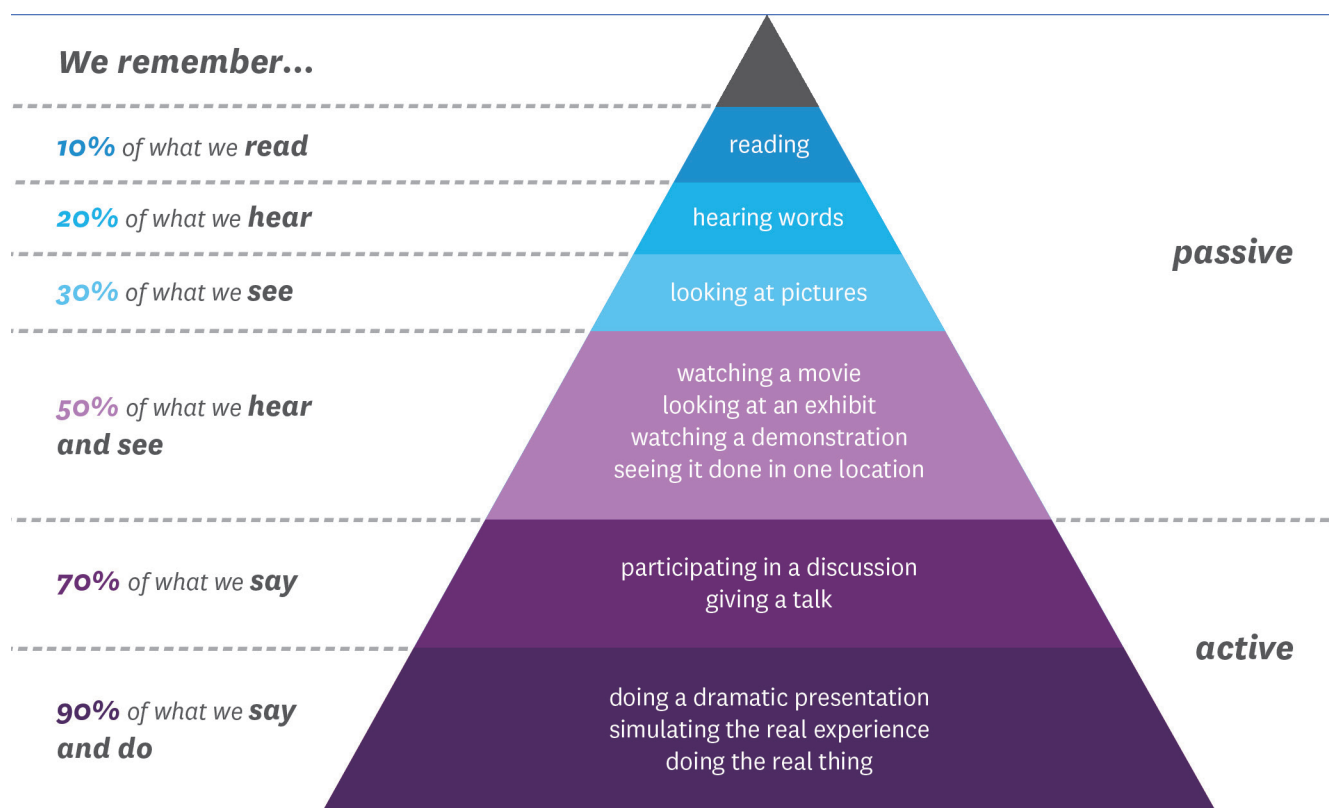 We remember...
10% of what we read
reading
20% of what we hear
hearing words
30% of what we see
looking at pictures
passive
50% of what we hear
and see
watching a movie
looking at an exhibit
watching a demonstration
seeing it done in one location
70% of what we say
participating in a discussion
giving a talk
active
90% of what we say
and do
doing a dramatic presentation
simulating the real experience
doing the real thing